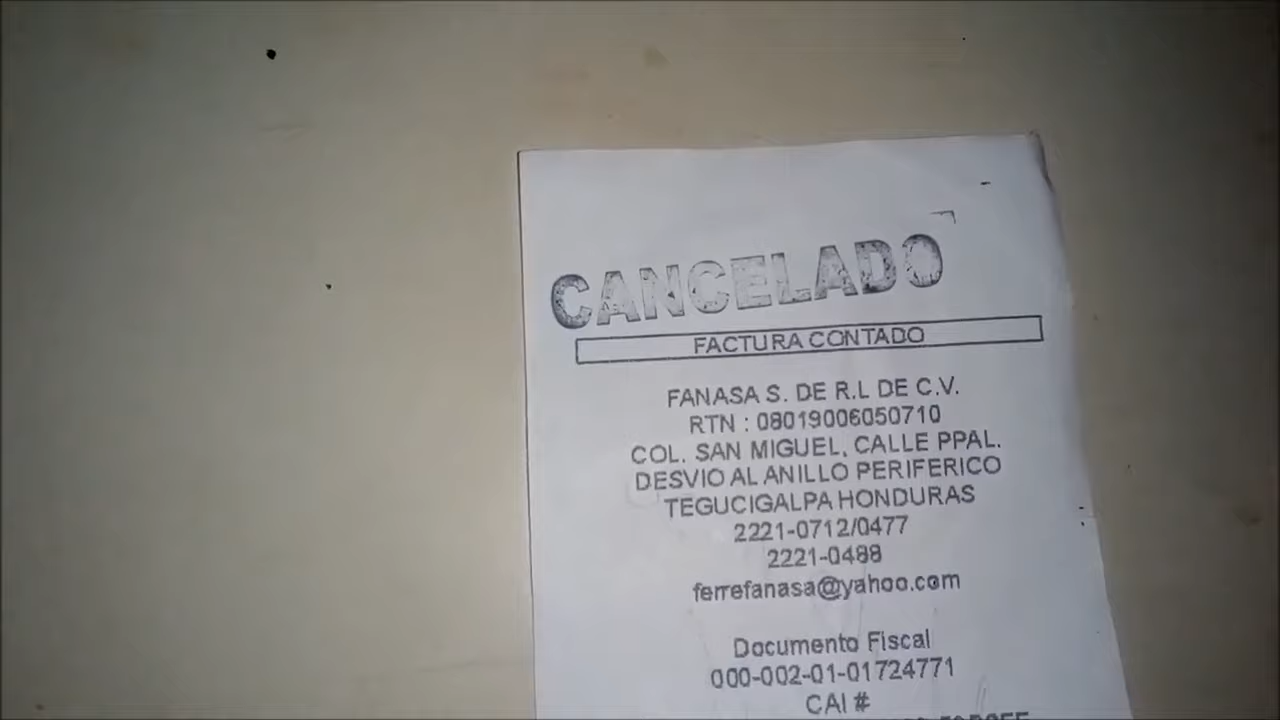 CANCELADO
FACTURA CONTADO
FANASA S. DE R.L DE C.V.
RTN : 08019006050710
COL. SAN MIGUEL, CALLE PPAL.
DESVIO AL ANILLO PERIFERICO
TEGUCIGALPA HONDURAS
2221-0712/0477
2221-0488
ferrefanasa@yahoo.com
Documento Fiscal
000-002-01-01724771
CAI #